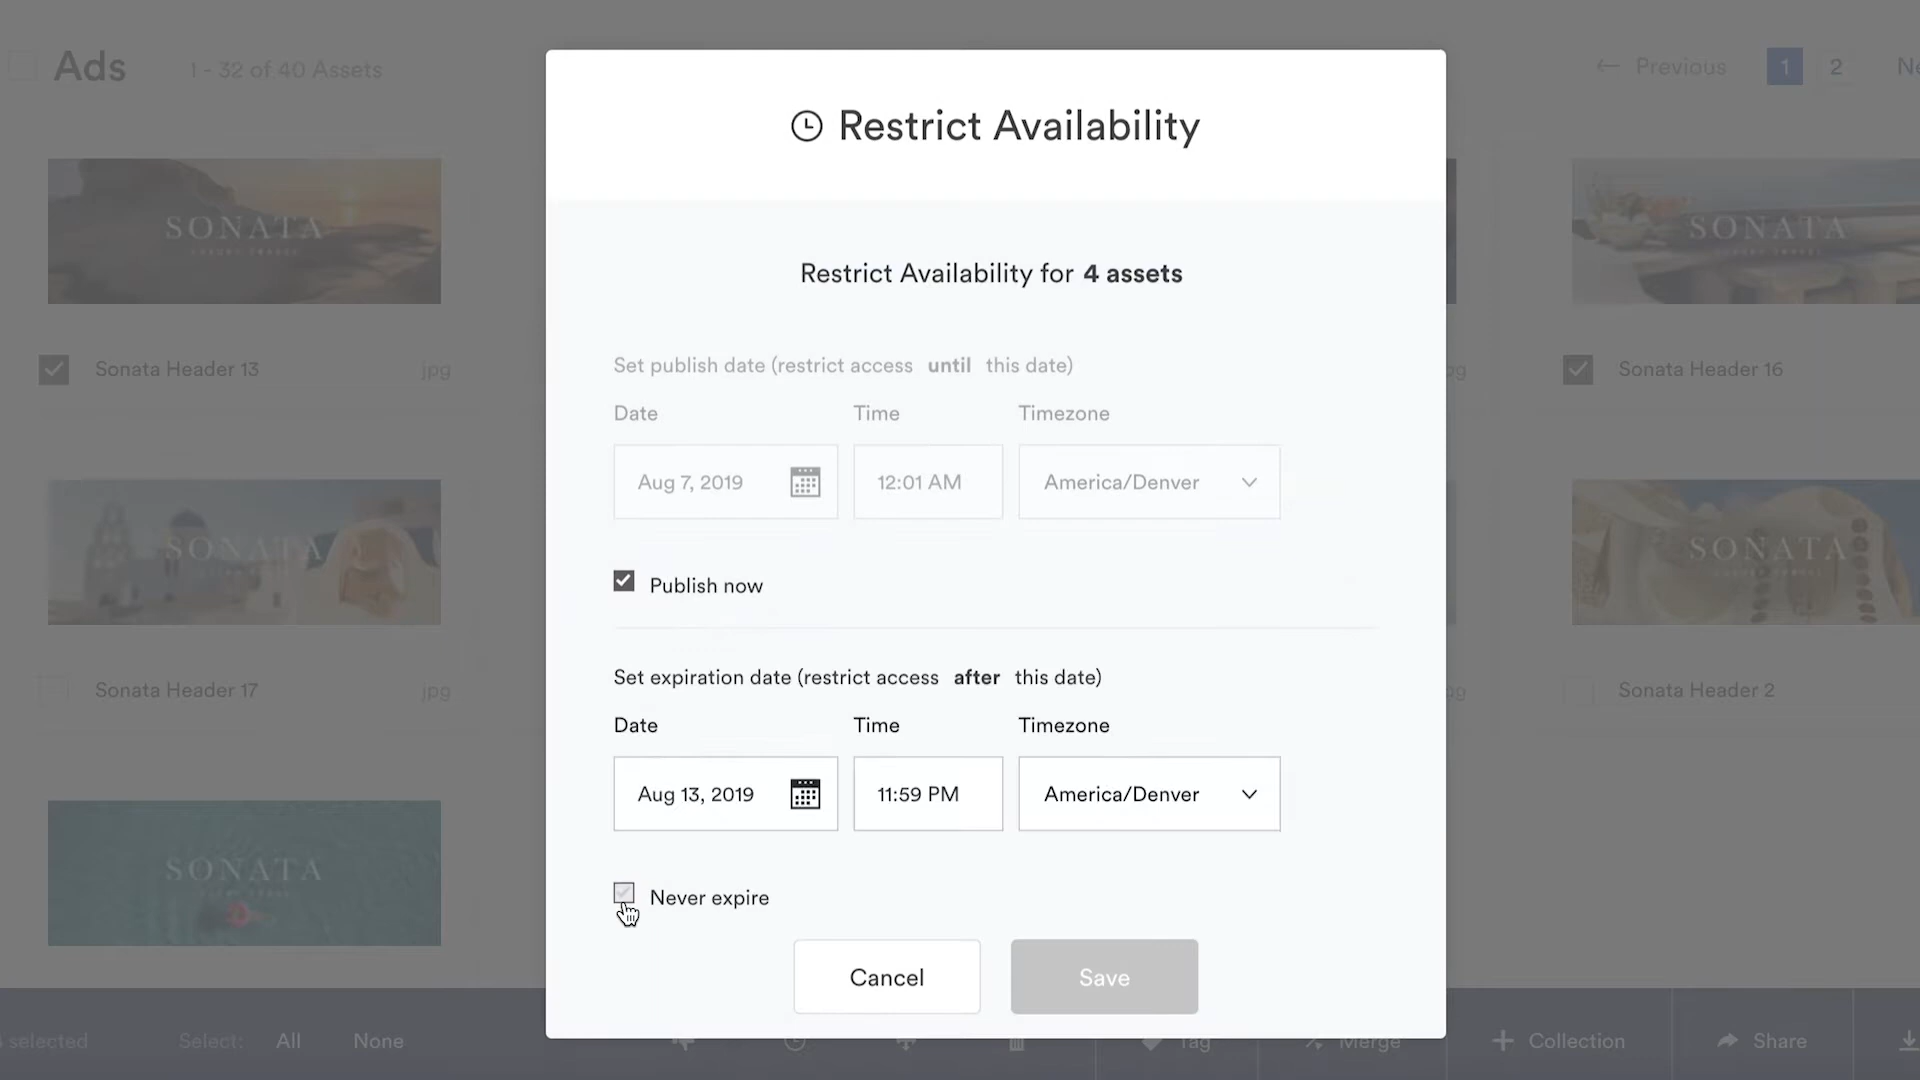 Ads
1 - 32 of 40 Assets
Previous
1
2
Restrict Availability
Restrict Availability for 4 assets
SONATA
SONATA
Sonata Header 13
jpg
Sonata Header 16
Set publish date (restrict access until this date)
Date
Time
Timezone
Aug 7, 2019
12:01 AM
America/Denver
SONATA
SONATA
Publish now
Sonata Header 17
jpg
Sonata Header 2
Set expiration date (restrict access after this date)
Date
Time
Timezone
Aug 13, 2019
11:59 PM
America/Denver
SONATA
Never expire
Cancel
Save
selected
Select:
All
None
Tag
Merge
Collection
Share